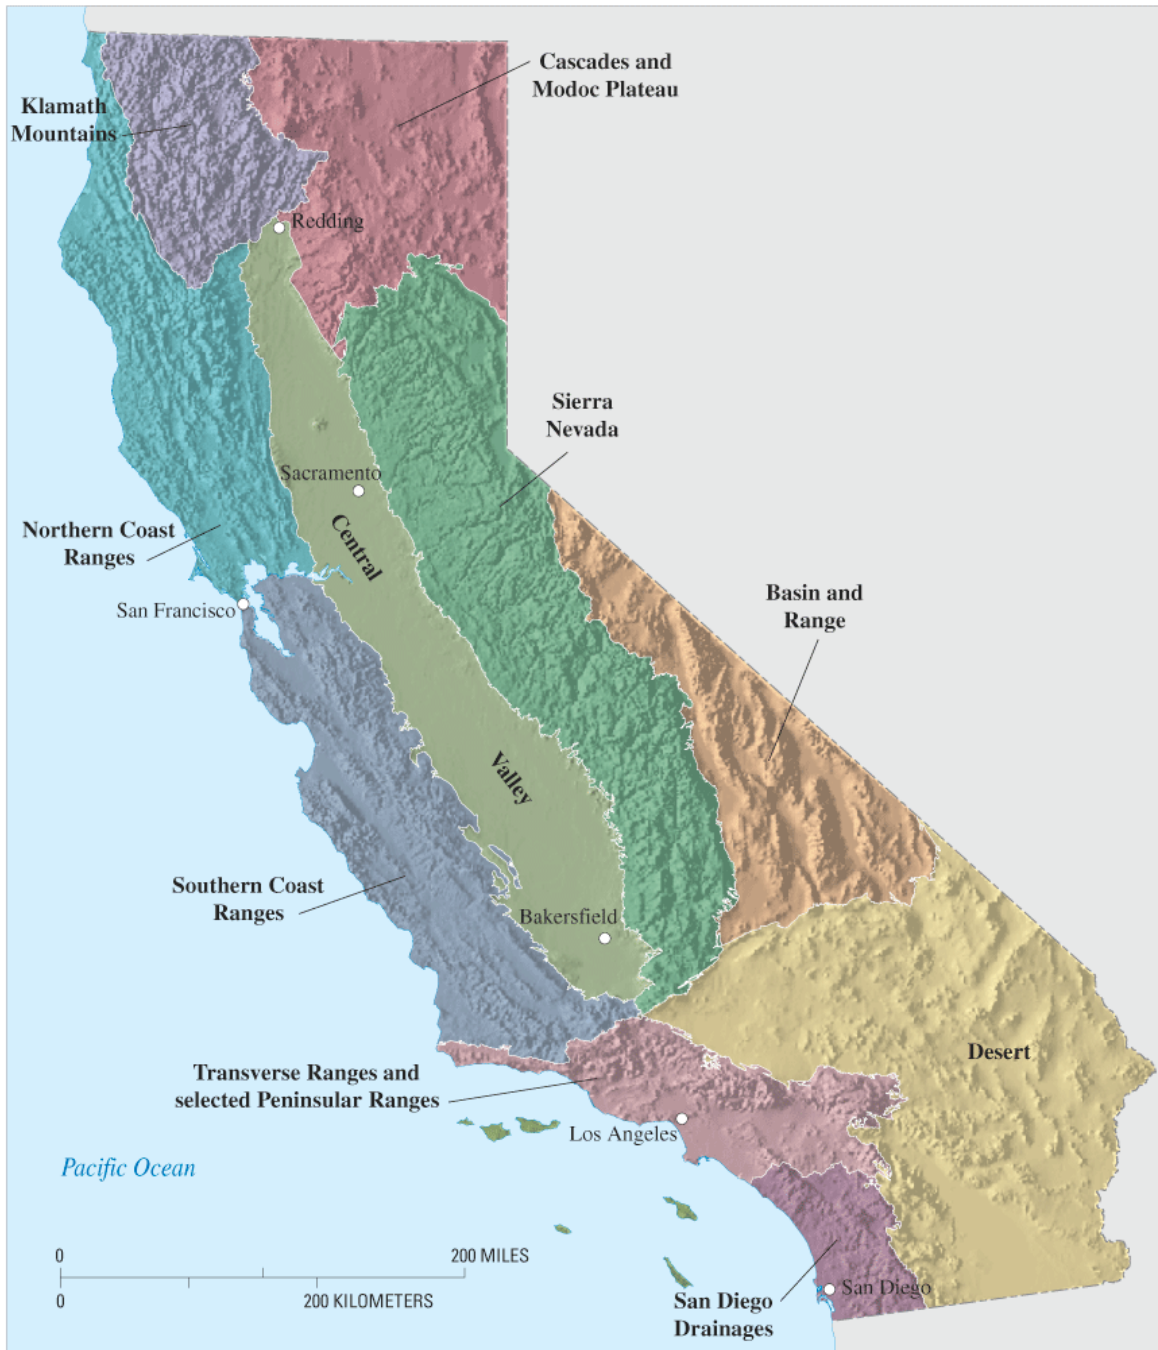 Cascades and
Modoc Plateau
Klamath
Mountains
Redding
Sierra
Nevada
Sacramento
Central
Northern Coast
Ranges
Basin and
Range
San Francisco
Valley
Southern Coast
Ranges
Bakersfield
Desert
Transverse Ranges and
selected Peninsular Ranges
Los Angeles
Pacific Ocean
0
200 MILES
0
200 KILOMETERS
San Diego
San Diego
Drainages